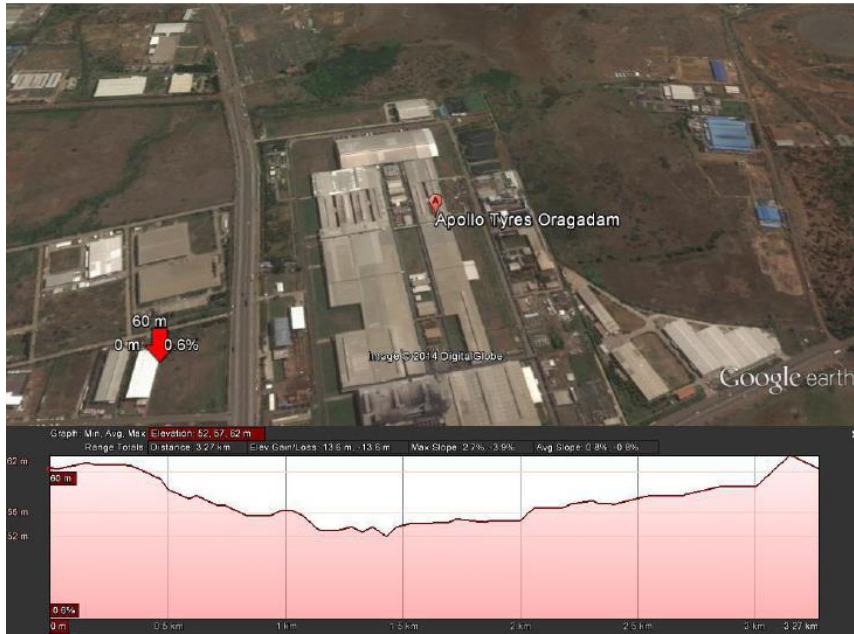 A
Apollo Tyres Oragadam
60 m
0 m 0.6%
Image © 2014 DigitalGlobe
Google earth
Graph: Min, Avg, Max Elevation: 52, 57, 62 m
Range Totals: Distance: 3.27 km Elev Gain/Loss: 13.6 m, -13.6 m Max Slope: 2.7%, -3.9% Avg Slope: 0.8%, -0.8%
62 m
60 m
55 m
52 m
0.6%
0 m 0.5 km 1 km 1.5 km 2 km 2.5 km 3 km 3.27 km